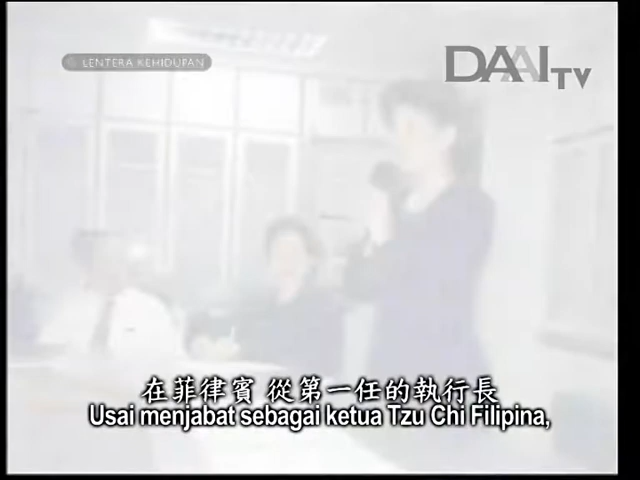 LENTERA KEHIDUPAN
DAAI TV
在菲律賓 從第一任的執行長
Usai menjabat sebagai ketua Tzu Chi Filipina,